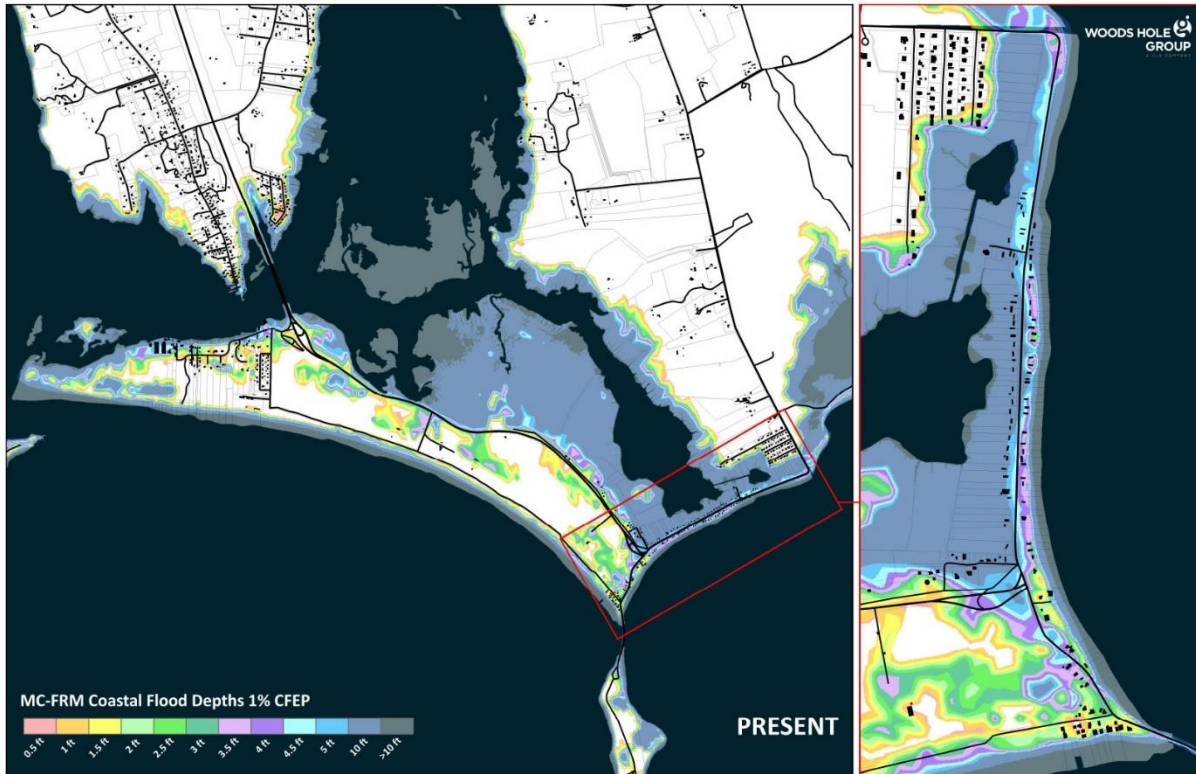 WOODS HOLE
GROUP
MC-FRM Coastal Flood Depths 1% CFEP
0.5 ft 1 ft 1.5 ft 2 ft 2.5 ft 3 ft 3.5 ft 4 ft 4.5 ft 5 ft 10 ft >10 ft
PRESENT